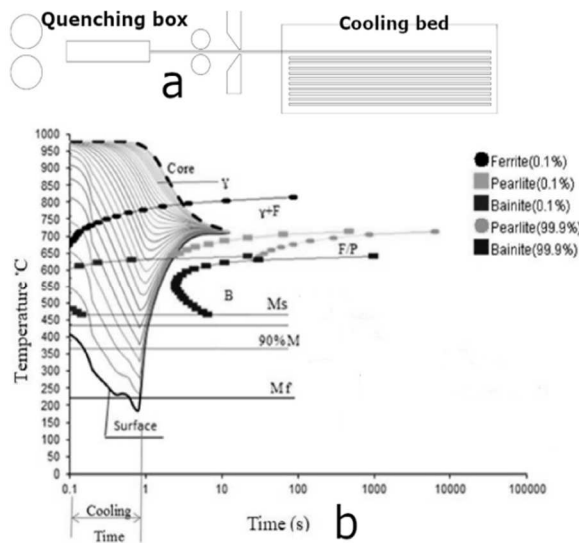 Quenching box
Cooling bed
a
1000
950
900
850
800
750
700
650
600
550
500
450
400
350
300
250
200
150
100
50
0
Temperature °C
Core
γ
γ+F
F/P
B
Ms
90%M
Mf
Surface
Ferrite(0.1%)
Pearlite(0.1%)
Bainite(0.1%)
Pearlite(99.9%)
Bainite(99.9%)
0.1
1
10
100
1000
10000
100000
Cooling
Time
Time (s)
b